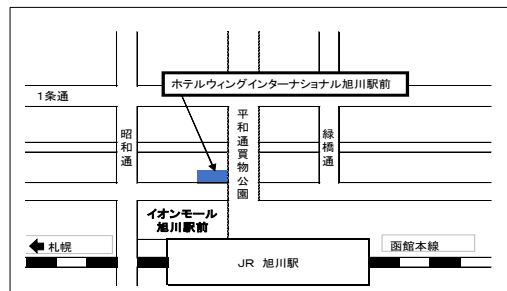 ホテルウィングインターナショナル旭川駅前
1条通
昭和通
平和通買物公園
緑橋通
イオンモール
旭川駅前
札幌
函館本線
JR 旭川駅